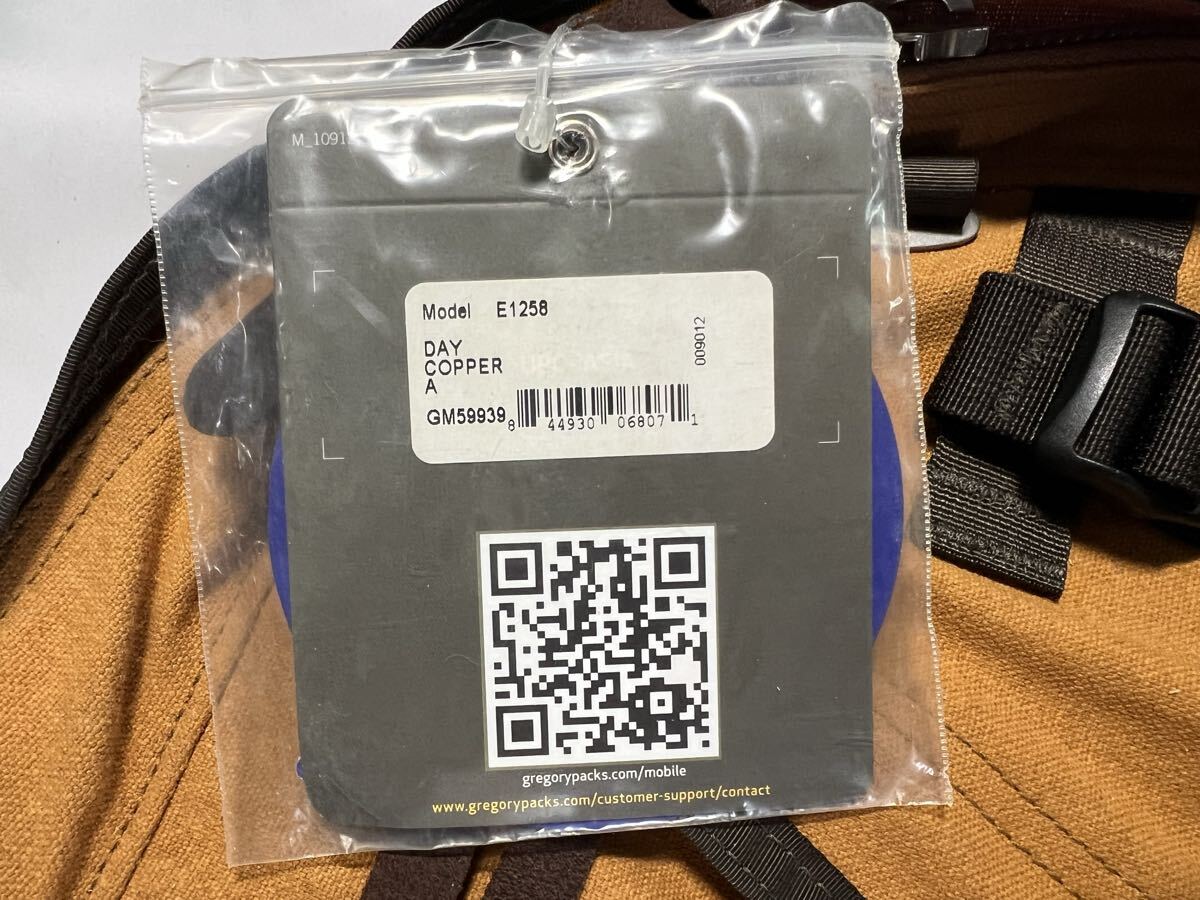 M_1091
Model E1258
DAY
COPPER
A
009012
GM59939
8 44930 06807 1
gregorypacks.com/mobile
www.gregorypacks.com/customer-support/contact